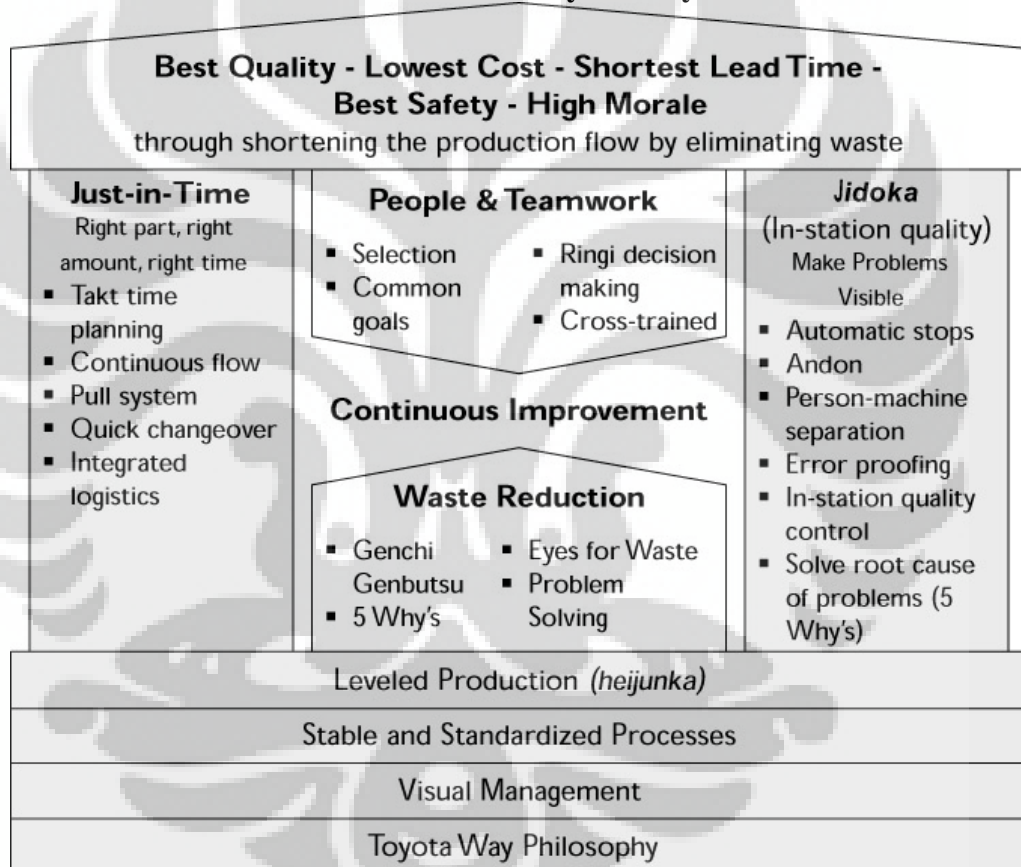 Best Quality - Lowest Cost - Shortest Lead Time -
Best Safety - High Morale
through shortening the production flow by eliminating waste
Just-in-Time
Right part, right
amount, right time
▪ Takt time
planning
▪ Continuous flow
▪ Pull system
▪ Quick changeover
▪ Integrated
logistics
People & Teamwork
▪ Selection
▪ Common
goals
▪ Ringi decision
making
▪ Cross-trained
Continuous Improvement
Waste Reduction
▪ Genchi
Genbutsu
▪ 5 Why's
▪ Eyes for Waste
▪ Problem
Solving
Jidoka
(In-station quality)
Make Problems
Visible
▪ Automatic stops
▪ Andon
▪ Person-machine
separation
▪ Error proofing
▪ In-station quality
control
▪ Solve root cause
of problems (5
Why's)
Leveled Production (heijunka)
Stable and Standardized Processes
Visual Management
Toyota Way Philosophy